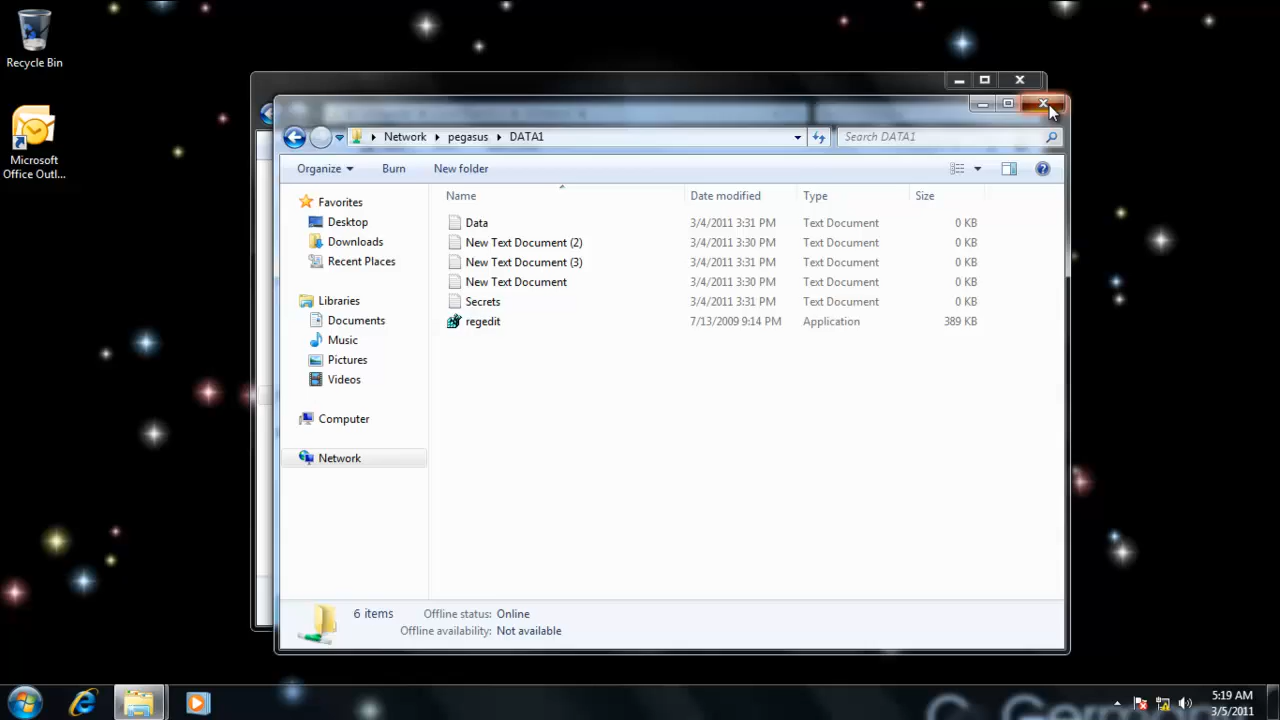 Recycle Bin
Microsoft
Office Outl...
Network pegasus DATA1
Search DATA1
Organize Burn New folder
Name Date modified Type Size
Favorites
Desktop
Downloads
Recent Places
Libraries
Documents
Music
Pictures
Videos
Computer
Network
Data 3/4/2011 3:31 PM Text Document 0 KB
New Text Document (2) 3/4/2011 3:30 PM Text Document 0 KB
New Text Document (3) 3/4/2011 3:31 PM Text Document 0 KB
New Text Document 3/4/2011 3:30 PM Text Document 0 KB
Secrets 3/4/2011 3:31 PM Text Document 0 KB
regedit 7/13/2009 9:14 PM Application 389 KB
6 items Offline status: Online
Offline availability: Not available
5:19 AM
3/5/2011